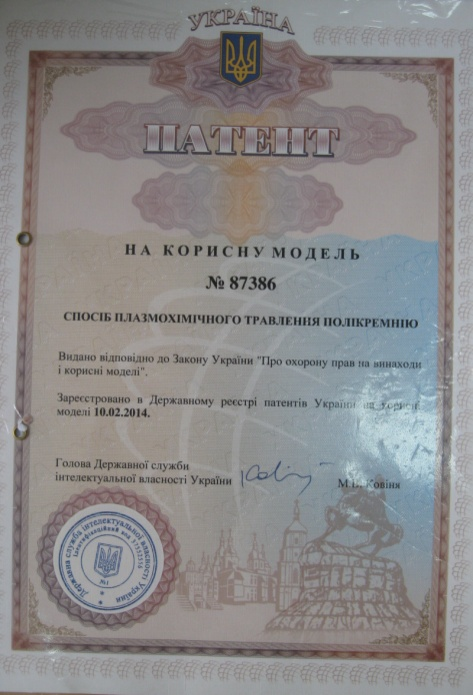 УКРАЇНА
ПАТЕНТ
НА КОРИСНУ МОДЕЛЬ
№ 87386
СПОСІБ ПЛАЗМОХІМІЧНОГО ТРАВЛЕННЯ ПОЛІКРЕМНІЮ
Видано відповідно до Закону України "Про охорону прав на винаходи
і корисні моделі".
Зареєстровано в Державному реєстрі патентів України на корисні
моделі 10.02.2014.
Голова Державної служби
інтелектуальної власності України
Ковіня
Державна служба інтелектуальної власності України
ідентифікаційний код
№1